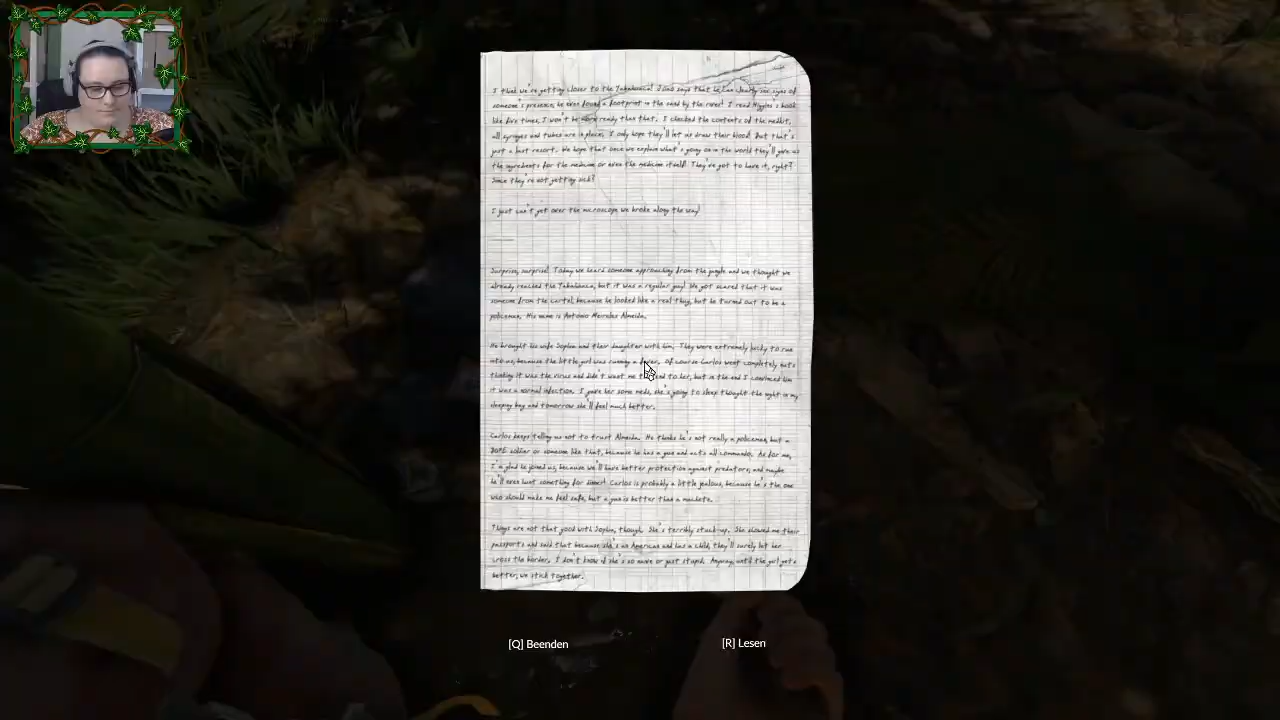 I think we're getting closer to the Yabahuaca! João says that he can clearly see signs of
someone's presence, he even found a footprint in the sand by the river! I read Higgins's book
like five times, I won't be more ready than that. I checked the contents of the medkit,
all syringes and tubes are in place, I only hope they'll let us draw their blood! But that's
just a last resort. We hope that once we explain what's going on in the world they'll give us
the ingredients for the medicine or even the medicine itself! They've got to have it, right?
Since they're not getting sick?
I just can't get over the microscope we broke along the way!
Surprise, surprise! Today we heard someone approaching from the jungle and we thought we
already reached the Yabahuaca, but it was a regular guy! We got scared that it was
someone from the cartel, because he looked like a real thug, but he turned out to be a
policeman. His name is Antonio Meirelas Almeida.
He brought his wife Sophia and their daughter with him. They were extremely lucky to run
into us, because the little girl was running a fever. Of course Carlos went completely nuts
thinking it was the virus and didn't want me to tend to her, but in the end I convinced him
it was a normal infection. I gave her some meds, she's going to sleep thought the night in my
sleeping bag and tomorrow she'll feel much better.
Carlos keeps telling us not to trust Almeida. He thinks he's not really a policeman, but a
BOPE soldier or someone like that, because he has a gun and acts all commando. As for me,
I'm glad he joined us, because we'll have better protection against predators, and maybe
he'll even hunt something for dinner! Carlos is probably a little jealous, because he's the one
who should make me feel safe, but a gun is better than a machete.
Things are not that good with Sophia, though. She's terribly stuck-up. She showed me their
passports and said that because she's an American and has a child, they'll surely let her
cross the border. I don't know if she's so naive or just stupid. Anyway, until the girl gets
better, we stick together.
[Q] Beenden
[R] Lesen